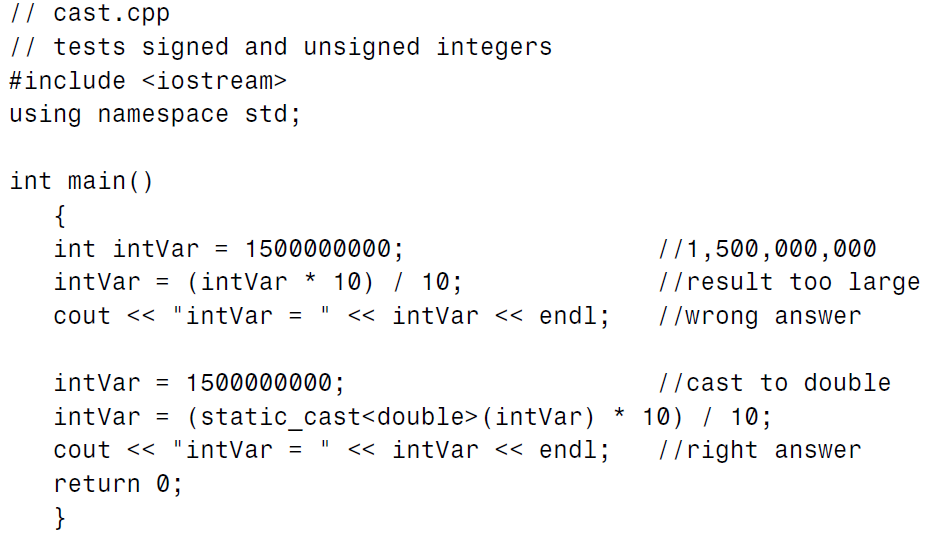 // cast.cpp
// tests signed and unsigned integers
#include <iostream>
using namespace std;

int main()
   {
   int intVar = 1500000000;                 //1,500,000,000
   intVar = (intVar * 10) / 10;             //result too large
   cout << "intVar = " << intVar << endl;   //wrong answer

   intVar = 1500000000;                     //cast to double
   intVar = (static_cast<double>(intVar) * 10) / 10;
   cout << "intVar = " << intVar << endl;   //right answer
   return 0;
   }